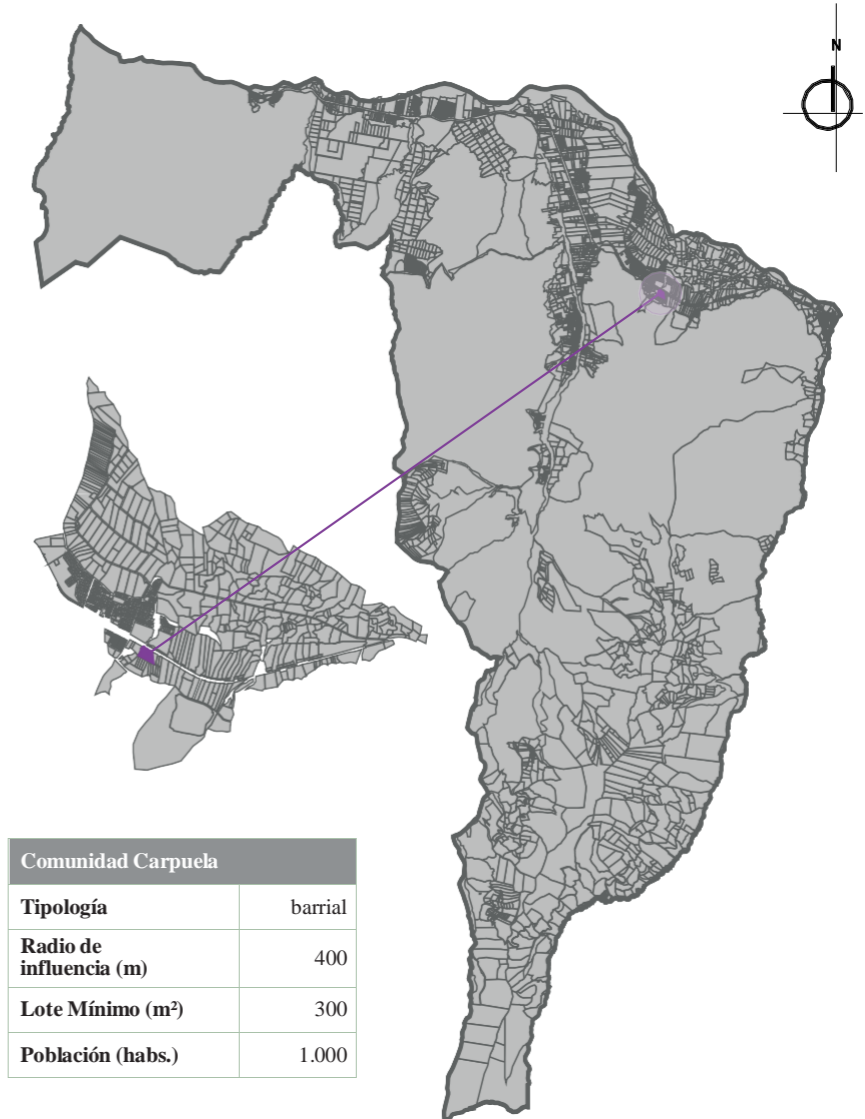 N
Comunidad Carpuela
Tipología barrial
Radio de
influencia (m) 400
Lote Mínimo (m²) 300
Población (habs.) 1.000